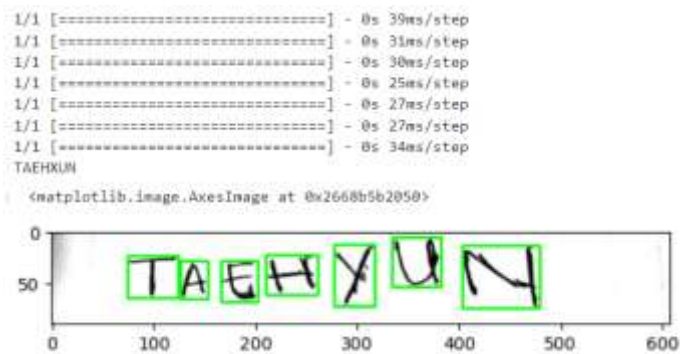 1/1 [==============================] - 0s 39ms/step
1/1 [==============================] - 0s 31ms/step
1/1 [==============================] - 0s 30ms/step
1/1 [==============================] - 0s 25ms/step
1/1 [==============================] - 0s 27ms/step
1/1 [==============================] - 0s 27ms/step
1/1 [==============================] - 0s 34ms/step
TAEHXUN
<matplotlib.image.AxesImage at 0x2668b5b2050>
0
TAEHYUN
50
0 100 200 300 400 500 600